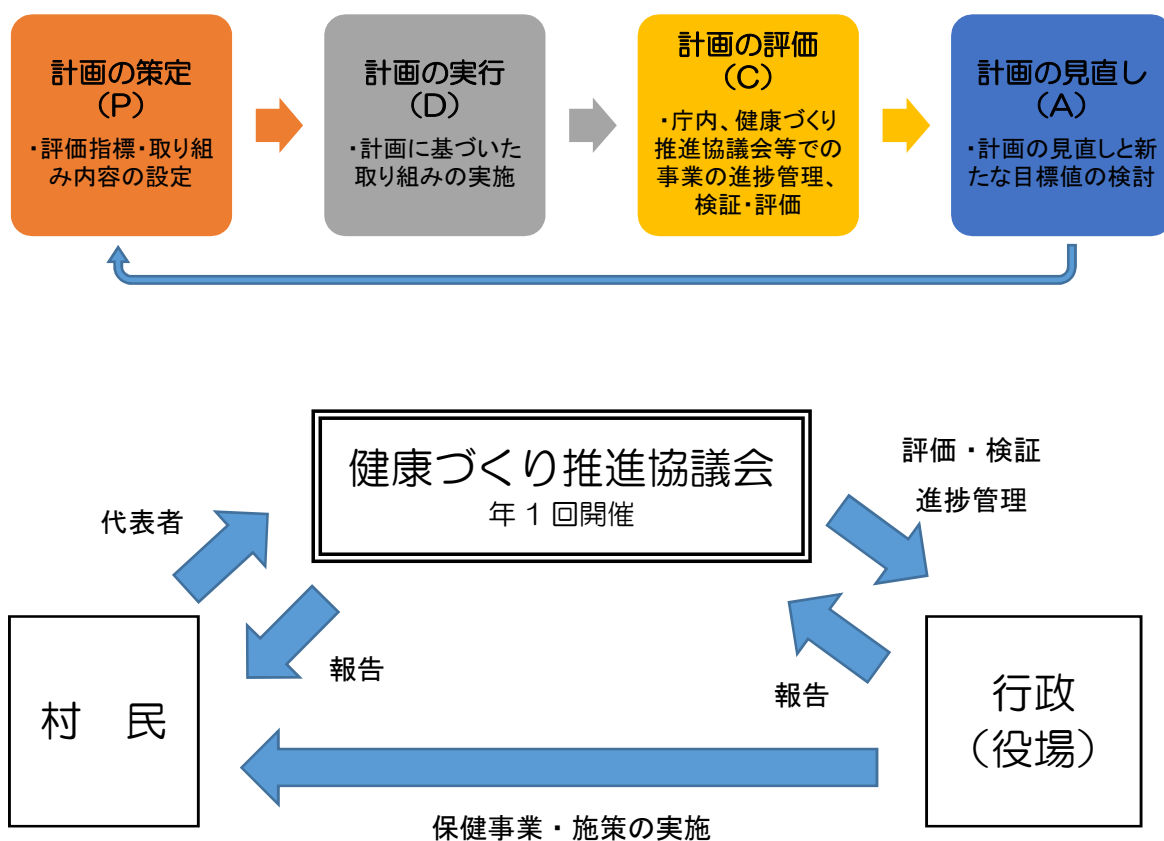 計画の策定
(P)
・評価指標・取り組
み内容の設定
計画の実行
(D)
・計画に基づいた
取り組みの実施
計画の評価
(C)
・庁内、健康づくり
推進協議会等での
事業の進捗管理、
検証・評価
計画の見直し
(A)
・計画の見直しと新
たな目標値の検討
健康づくり推進協議会
年1回開催
評価・検証
進捗管理
代表者
報告
報告
村　民
行政
（役場）
保健事業・施策の実施